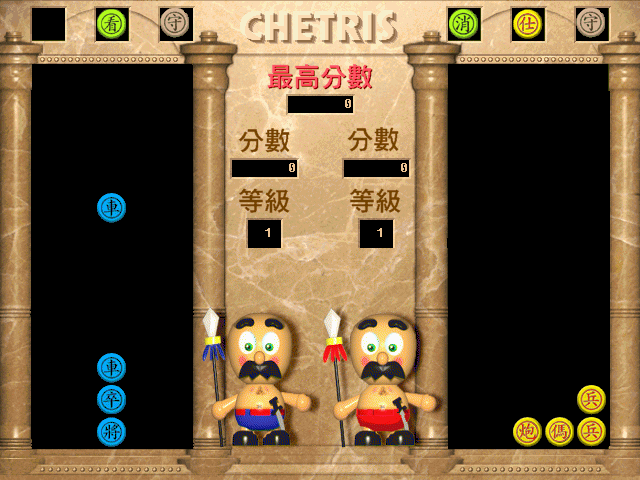 看 守
CHETRIS
消 仕 守
最高分數
0
分數 分數
0 0
等級 等級
1 1
車
車
卒
將
兵
炮 傌 兵